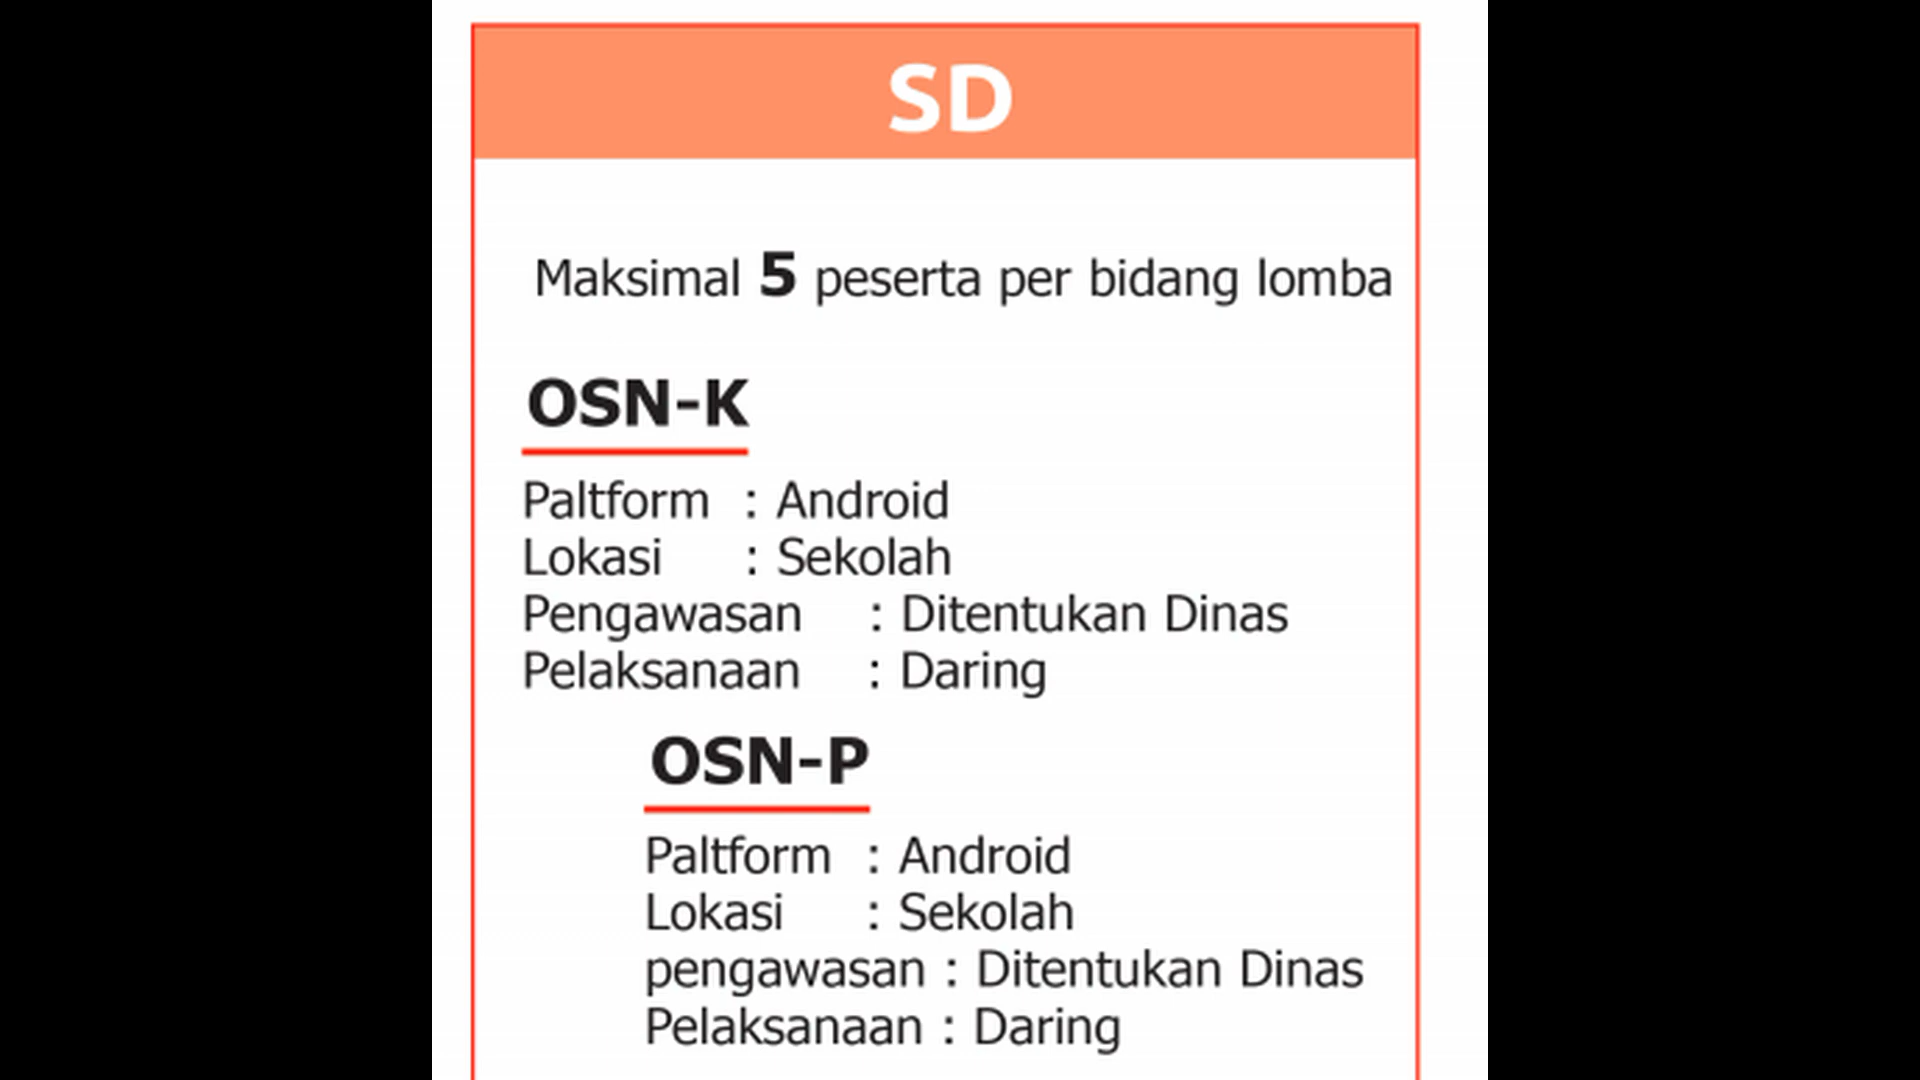 SD
Maksimal 5 peserta per bidang lomba
OSN-K
Paltform : Android
Lokasi : Sekolah
Pengawasan : Ditentukan Dinas
Pelaksanaan : Daring
OSN-P
Paltform : Android
Lokasi : Sekolah
pengawasan : Ditentukan Dinas
Pelaksanaan : Daring